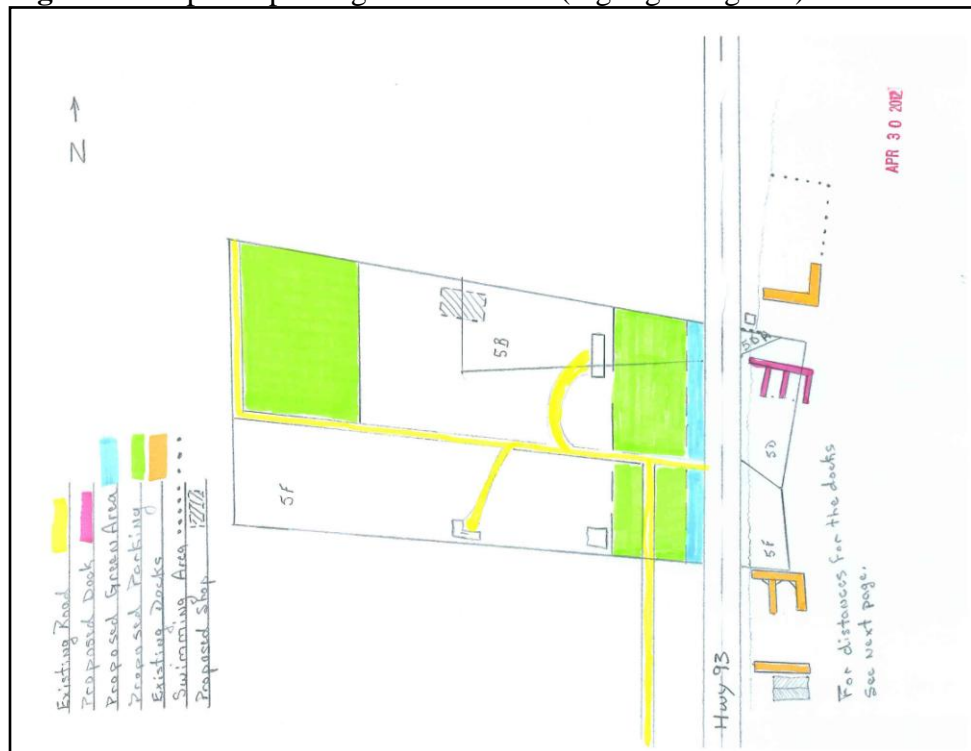 N →
APR 30 2012
5B
5F
5D
Existing Road
Proposed Dock
Proposed Green Area
Proposed Parking
Existing Docks
Swimming Area
Proposed Shop
Hwy 93
For distances for the docks
See next page.